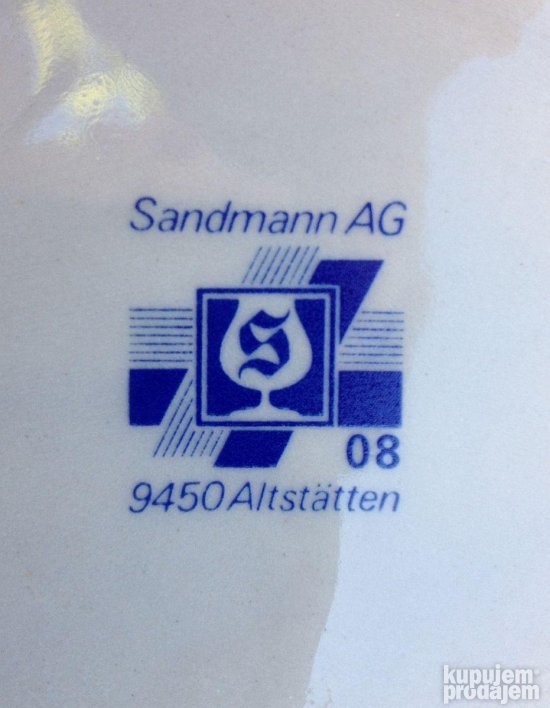 Sandmann AG
S
08
9450 Altstätten
kupujem
prodajem